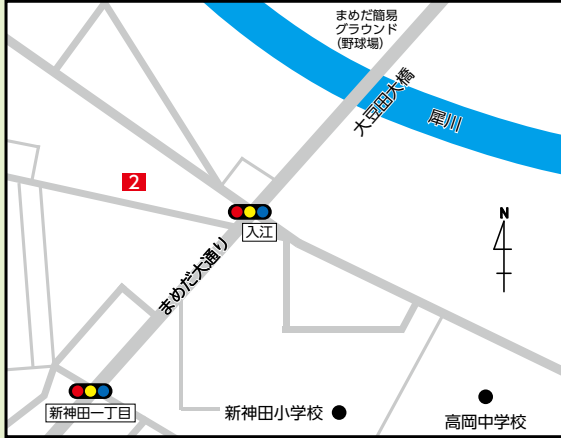 まめだ簡易
グラウンド
(野球場)
大豆田大橋
犀川
2
N
入江
まめだ大通り
新神田一丁目
新神田小学校
高岡中学校